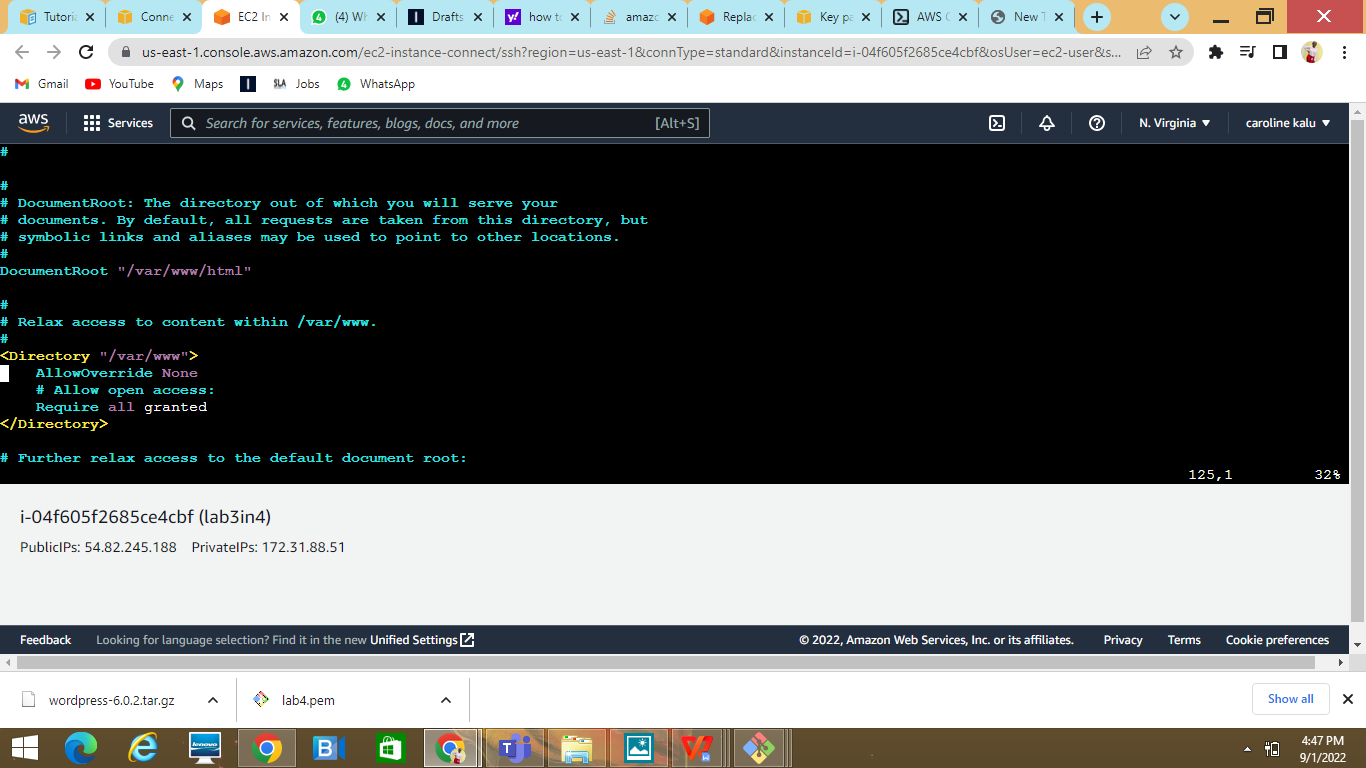 Tutoria
Conne
EC2 In
(4) Wh
Drafts
how to
amazo
Replac
Key pa
AWS C
New T
us-east-1.console.aws.amazon.com/ec2-instance-connect/ssh?region=us-east-1&connType=standard&instanceId=i-04f605f2685ce4cbf&osUser=ec2-user&s...
Gmail YouTube Maps Jobs WhatsApp
aws Services Search for services, features, blogs, docs, and more [Alt+S] N. Virginia caroline kalu
#
#
# DocumentRoot: The directory out of which you will serve your
# documents. By default, all requests are taken from this directory, but
# symbolic links and aliases may be used to point to other locations.
#
DocumentRoot "/var/www/html"
#
# Relax access to content within /var/www.
#
<Directory "/var/www">
AllowOverride None
# Allow open access:
Require all granted
</Directory>
# Further relax access to the default document root:
125,1 32%
i-04f605f2685ce4cbf (lab3in4)
PublicIPs: 54.82.245.188 PrivateIPs: 172.31.88.51
Feedback Looking for language selection? Find it in the new Unified Settings © 2022, Amazon Web Services, Inc. or its affiliates. Privacy Terms Cookie preferences
wordpress-6.0.2.tar.gz lab4.pem Show all
4:47 PM
9/1/2022